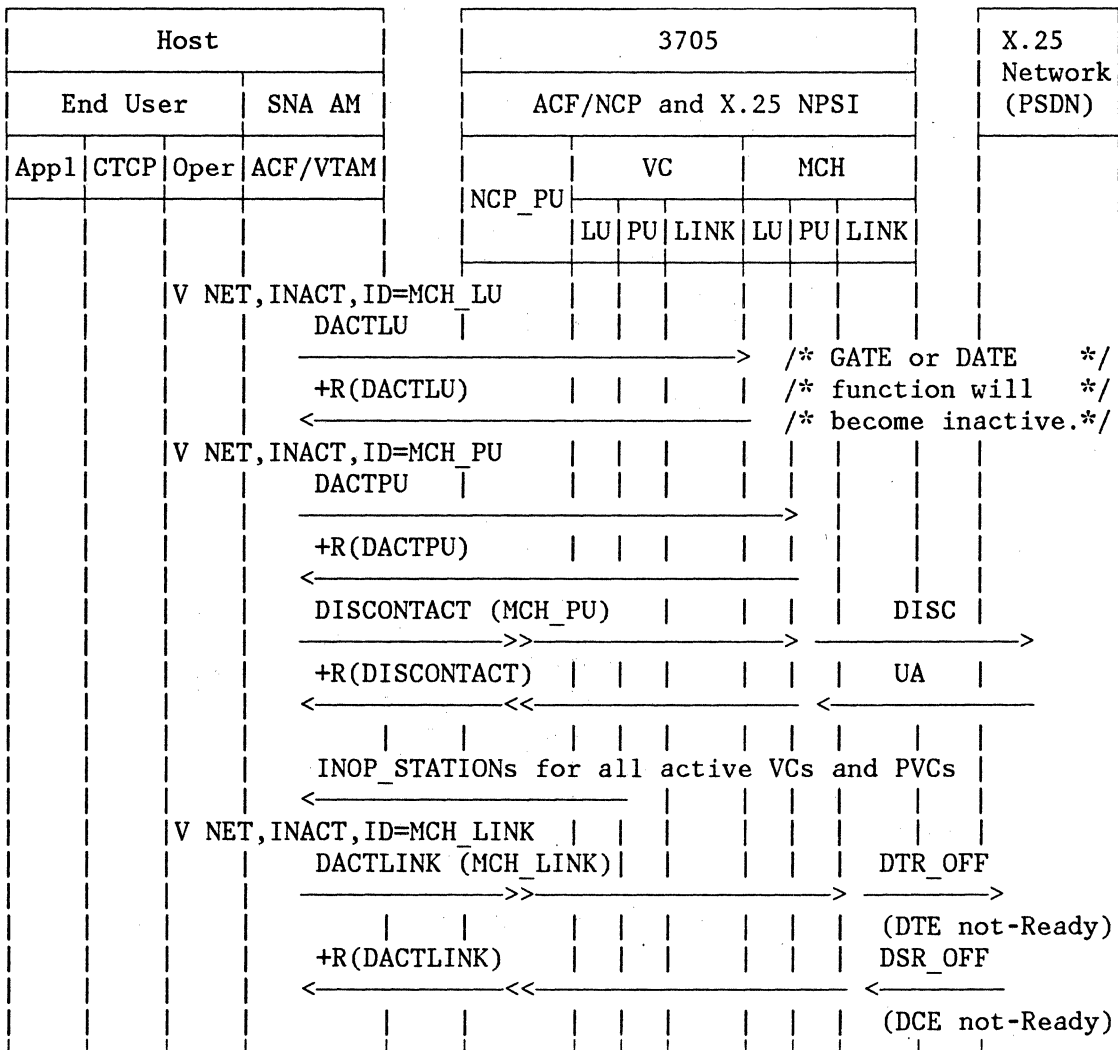 Host 3705 X.25
Network
End User SNA AM ACF/NCP and X.25 NPSI (PSDN)
Appl CTCP Oper ACF/VTAM VC MCH
NCP_PU
LU PU LINK LU PU LINK
V NET,INACT,ID=MCH_LU
DACTLU
/* GATE or DATE */
+R(DACTLU) /* function will */
/* become inactive.*/
V NET,INACT,ID=MCH_PU
DACTPU
+R(DACTPU)
DISCONTACT (MCH_PU) DISC
+R(DISCONTACT) UA
INOP_STATIONs for all active VCs and PVCs
V NET,INACT,ID=MCH_LINK
DACTLINK (MCH_LINK) DTR_OFF
(DTE not-Ready)
+R(DACTLINK) DSR_OFF
(DCE not-Ready)